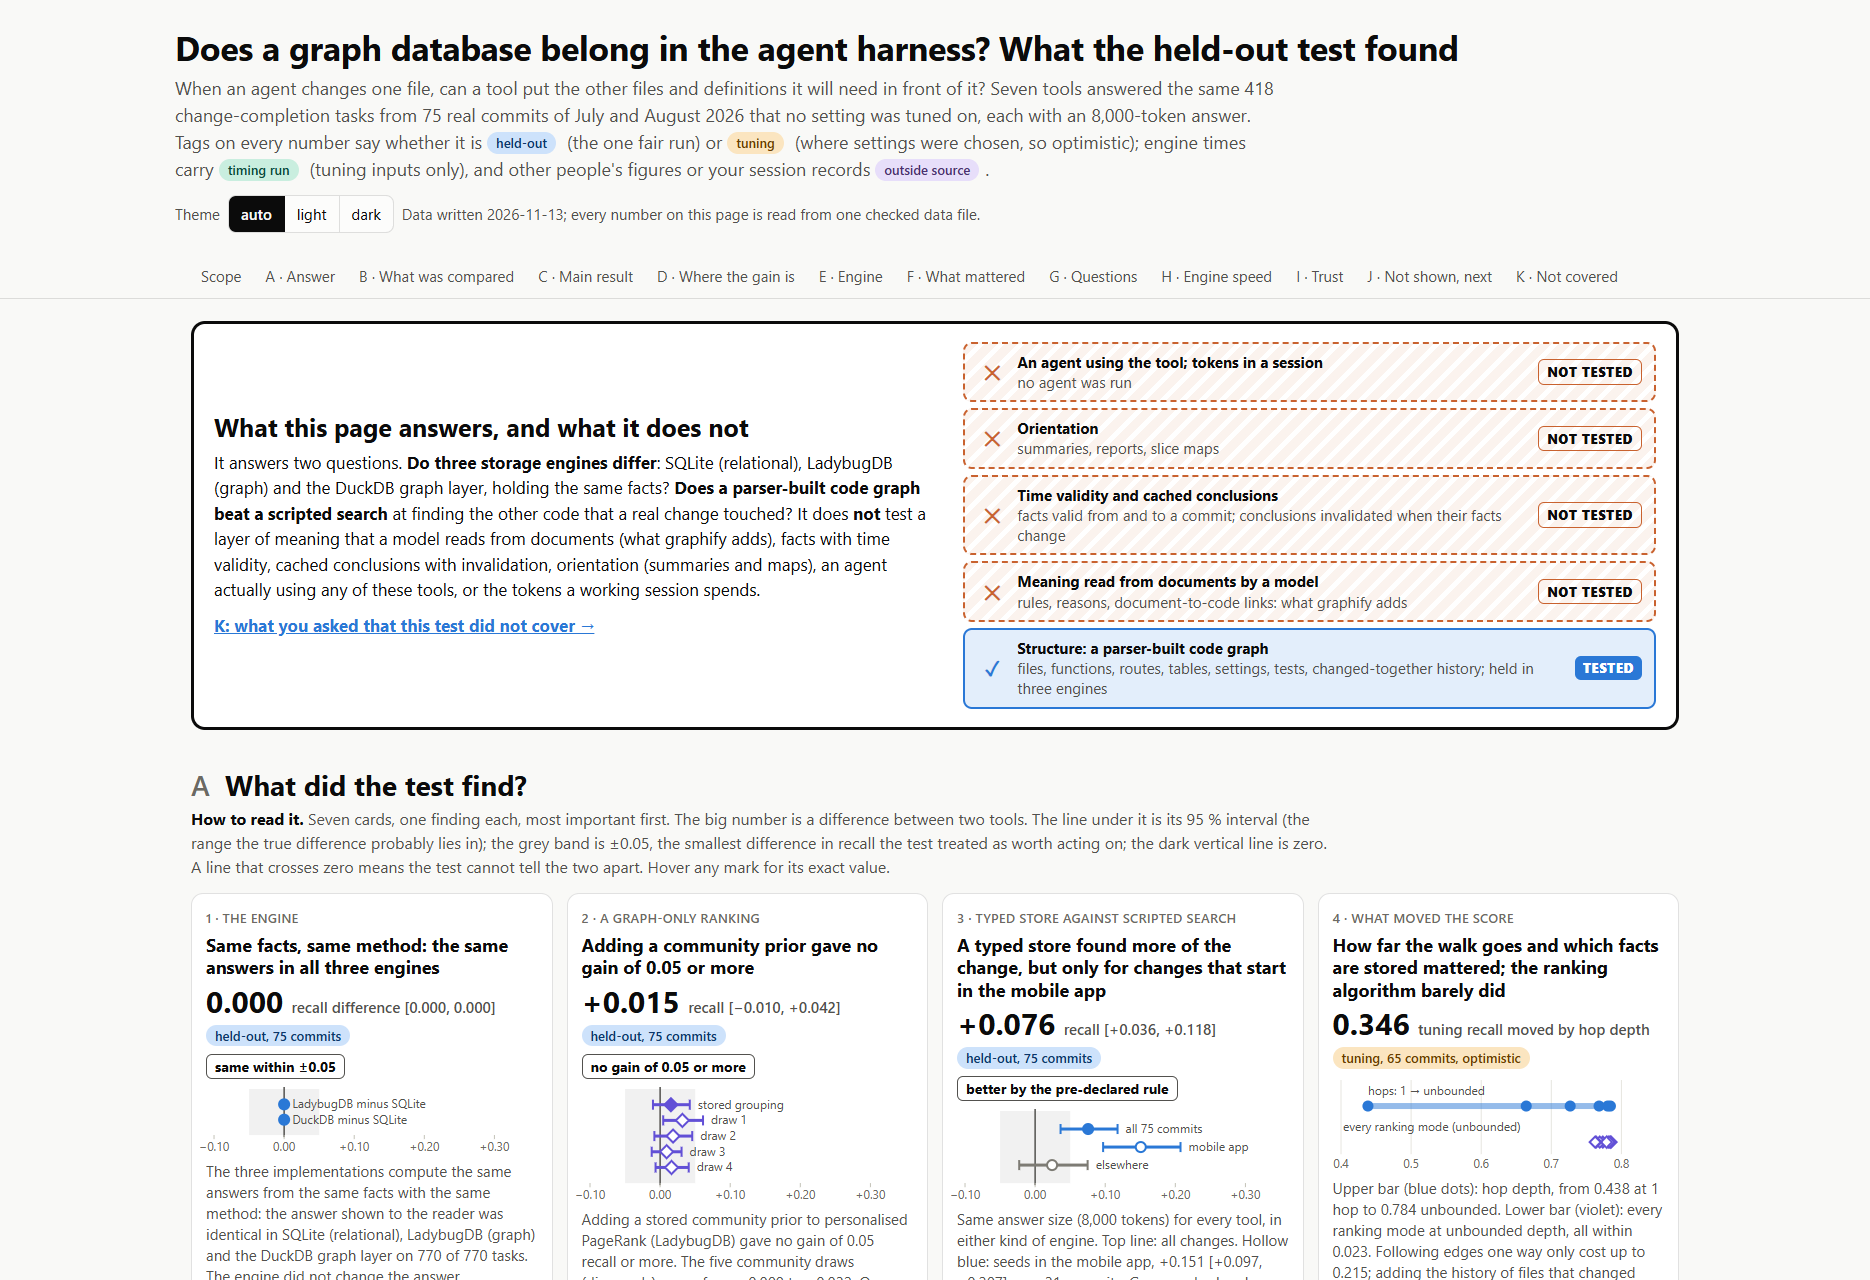 Does a graph database belong in the agent harness? What the held-out test found
When an agent changes one file, can a tool put the other files and definitions it will need in front of it? Seven tools answered the same 418
change-completion tasks from 75 real commits of July and August 2026 that no setting was tuned on, each with an 8,000-token answer.
Tags on every number say whether it is held-out (the one fair run) or tuning (where settings were chosen, so optimistic); engine times
carry timing run (tuning inputs only), and other people's figures or your session records outside source .
Theme auto light dark Data written 2026-11-13; every number on this page is read from one checked data file.
Scope A · Answer B · What was compared C · Main result D · Where the gain is E · Engine F · What mattered G · Questions H · Engine speed I · Trust J · Not shown, next K · Not covered
What this page answers, and what it does not
It answers two questions. Do three storage engines differ: SQLite (relational), LadybugDB
(graph) and the DuckDB graph layer, holding the same facts? Does a parser-built code graph
beat a scripted search at finding the other code that a real change touched? It does not test a
layer of meaning that a model reads from documents (what graphify adds), facts with time
validity, cached conclusions with invalidation, orientation (summaries and maps), an agent
actually using any of these tools, or the tokens a working session spends.
K: what you asked that this test did not cover →
An agent using the tool; tokens in a session
no agent was run
NOT TESTED
Orientation
summaries, reports, slice maps
NOT TESTED
Time validity and cached conclusions
facts valid from and to a commit; conclusions invalidated when their facts
change
NOT TESTED
Meaning read from documents by a model
rules, reasons, document-to-code links: what graphify adds
NOT TESTED
Structure: a parser-built code graph
files, functions, routes, tables, settings, tests, changed-together history; held in
three engines
TESTED
A What did the test find?
How to read it. Seven cards, one finding each, most important first. The big number is a difference between two tools. The line under it is its 95 % interval (the
range the true difference probably lies in); the grey band is ±0.05, the smallest difference in recall the test treated as worth acting on; the dark vertical line is zero.
A line that crosses zero means the test cannot tell the two apart. Hover any mark for its exact value.
1 · THE ENGINE
Same facts, same method: the same
answers in all three engines
0.000 recall difference [0.000, 0.000]
held-out, 75 commits
same within ±0.05
LadybugDB minus SQLite
DuckDB minus SQLite
−0.10 0.00 +0.10 +0.20 +0.30
The three implementations compute the same
answers from the same facts with the same
method: the answer shown to the reader was
identical in SQLite (relational), LadybugDB (graph)
and the DuckDB graph layer on 770 of 770 tasks.
The engine did not change the answer
2 · A GRAPH-ONLY RANKING
Adding a community prior gave no
gain of 0.05 or more
+0.015 recall [−0.010, +0.042]
held-out, 75 commits
no gain of 0.05 or more
stored grouping
draw 1
draw 2
draw 3
draw 4
−0.10 0.00 +0.10 +0.20 +0.30
Adding a stored community prior to personalised
PageRank (LadybugDB) gave no gain of 0.05
recall or more. The five community draws
3 · TYPED STORE AGAINST SCRIPTED SEARCH
A typed store found more of the
change, but only for changes that start
in the mobile app
+0.076 recall [+0.036, +0.118]
held-out, 75 commits
better by the pre-declared rule
all 75 commits
mobile app
elsewhere
−0.10 0.00 +0.10 +0.20 +0.30
Same answer size (8,000 tokens) for every tool, in
either kind of engine. Top line: all changes. Hollow
blue: seeds in the mobile app, +0.151 [+0.097,
4 · WHAT MOVED THE SCORE
How far the walk goes and which facts
are stored mattered; the ranking
algorithm barely did
0.346 tuning recall moved by hop depth
tuning, 65 commits, optimistic
hops: 1 → unbounded
every ranking mode (unbounded)
0.4 0.5 0.6 0.7 0.8
Upper bar (blue dots): hop depth, from 0.438 at 1
hop to 0.784 unbounded. Lower bar (violet): every
ranking mode at unbounded depth, all within
0.023. Following edges one way only cost up to
0.215; adding the history of files that changed